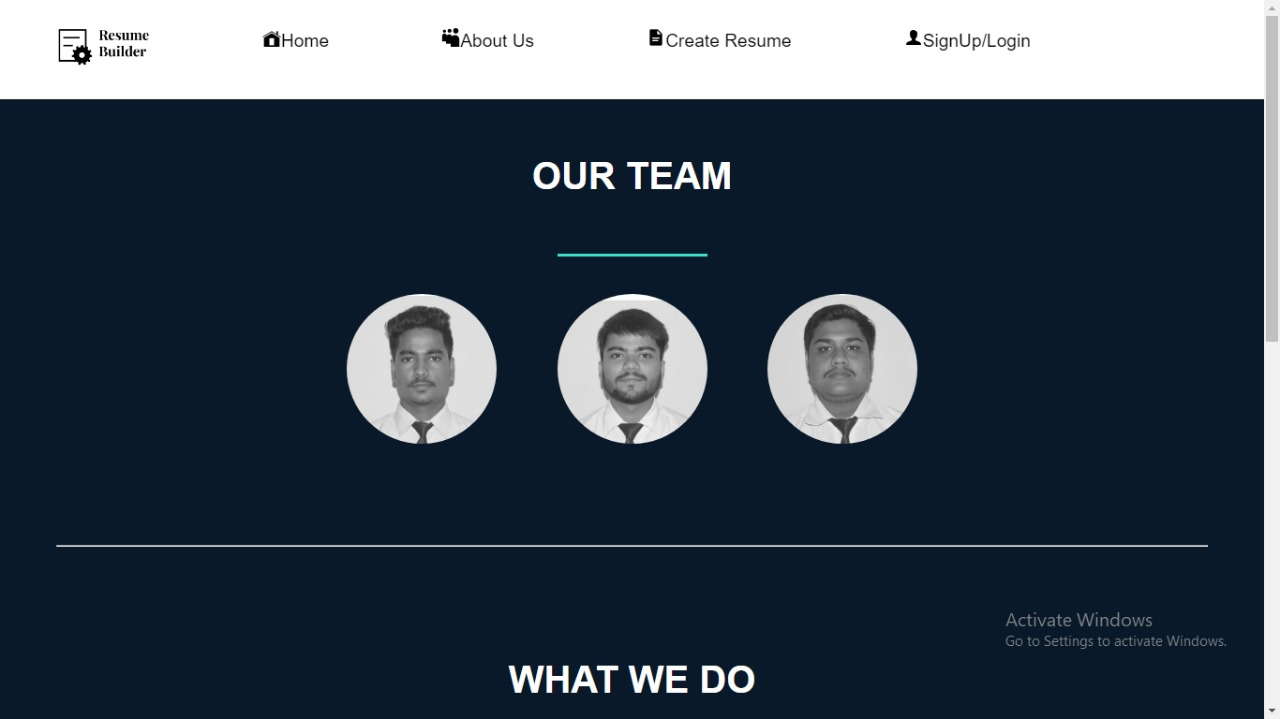 Resume
Builder
Home
About Us
Create Resume
SignUp/Login
OUR TEAM
Activate Windows
Go to Settings to activate Windows.
WHAT WE DO